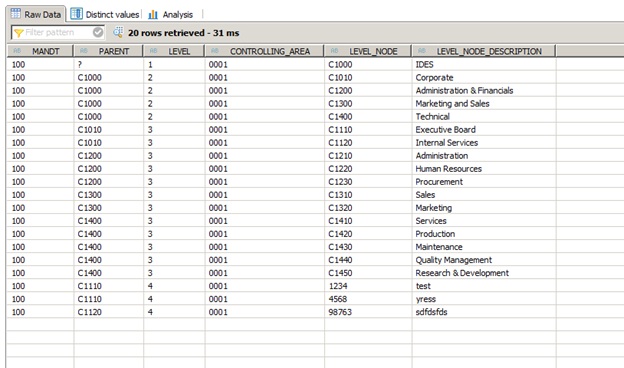 Raw Data Distinct values Analysis
Filter pattern 20 rows retrieved - 31 ms
MANDT PARENT LEVEL CONTROLLING_AREA LEVEL_NODE LEVEL_NODE_DESCRIPTION
100 ? 1 0001 C1000 IDES
100 C1000 2 0001 C1010 Corporate
100 C1000 2 0001 C1200 Administration & Financials
100 C1000 2 0001 C1300 Marketing and Sales
100 C1000 2 0001 C1400 Technical
100 C1010 3 0001 C1110 Executive Board
100 C1010 3 0001 C1120 Internal Services
100 C1200 3 0001 C1210 Administration
100 C1200 3 0001 C1220 Human Resources
100 C1200 3 0001 C1230 Procurement
100 C1300 3 0001 C1310 Sales
100 C1300 3 0001 C1320 Marketing
100 C1400 3 0001 C1410 Services
100 C1400 3 0001 C1420 Production
100 C1400 3 0001 C1430 Maintenance
100 C1400 3 0001 C1440 Quality Management
100 C1400 3 0001 C1450 Research & Development
100 C1110 4 0001 1234 test
100 C1110 4 0001 4568 yress
100 C1120 4 0001 98763 sdfdsfds